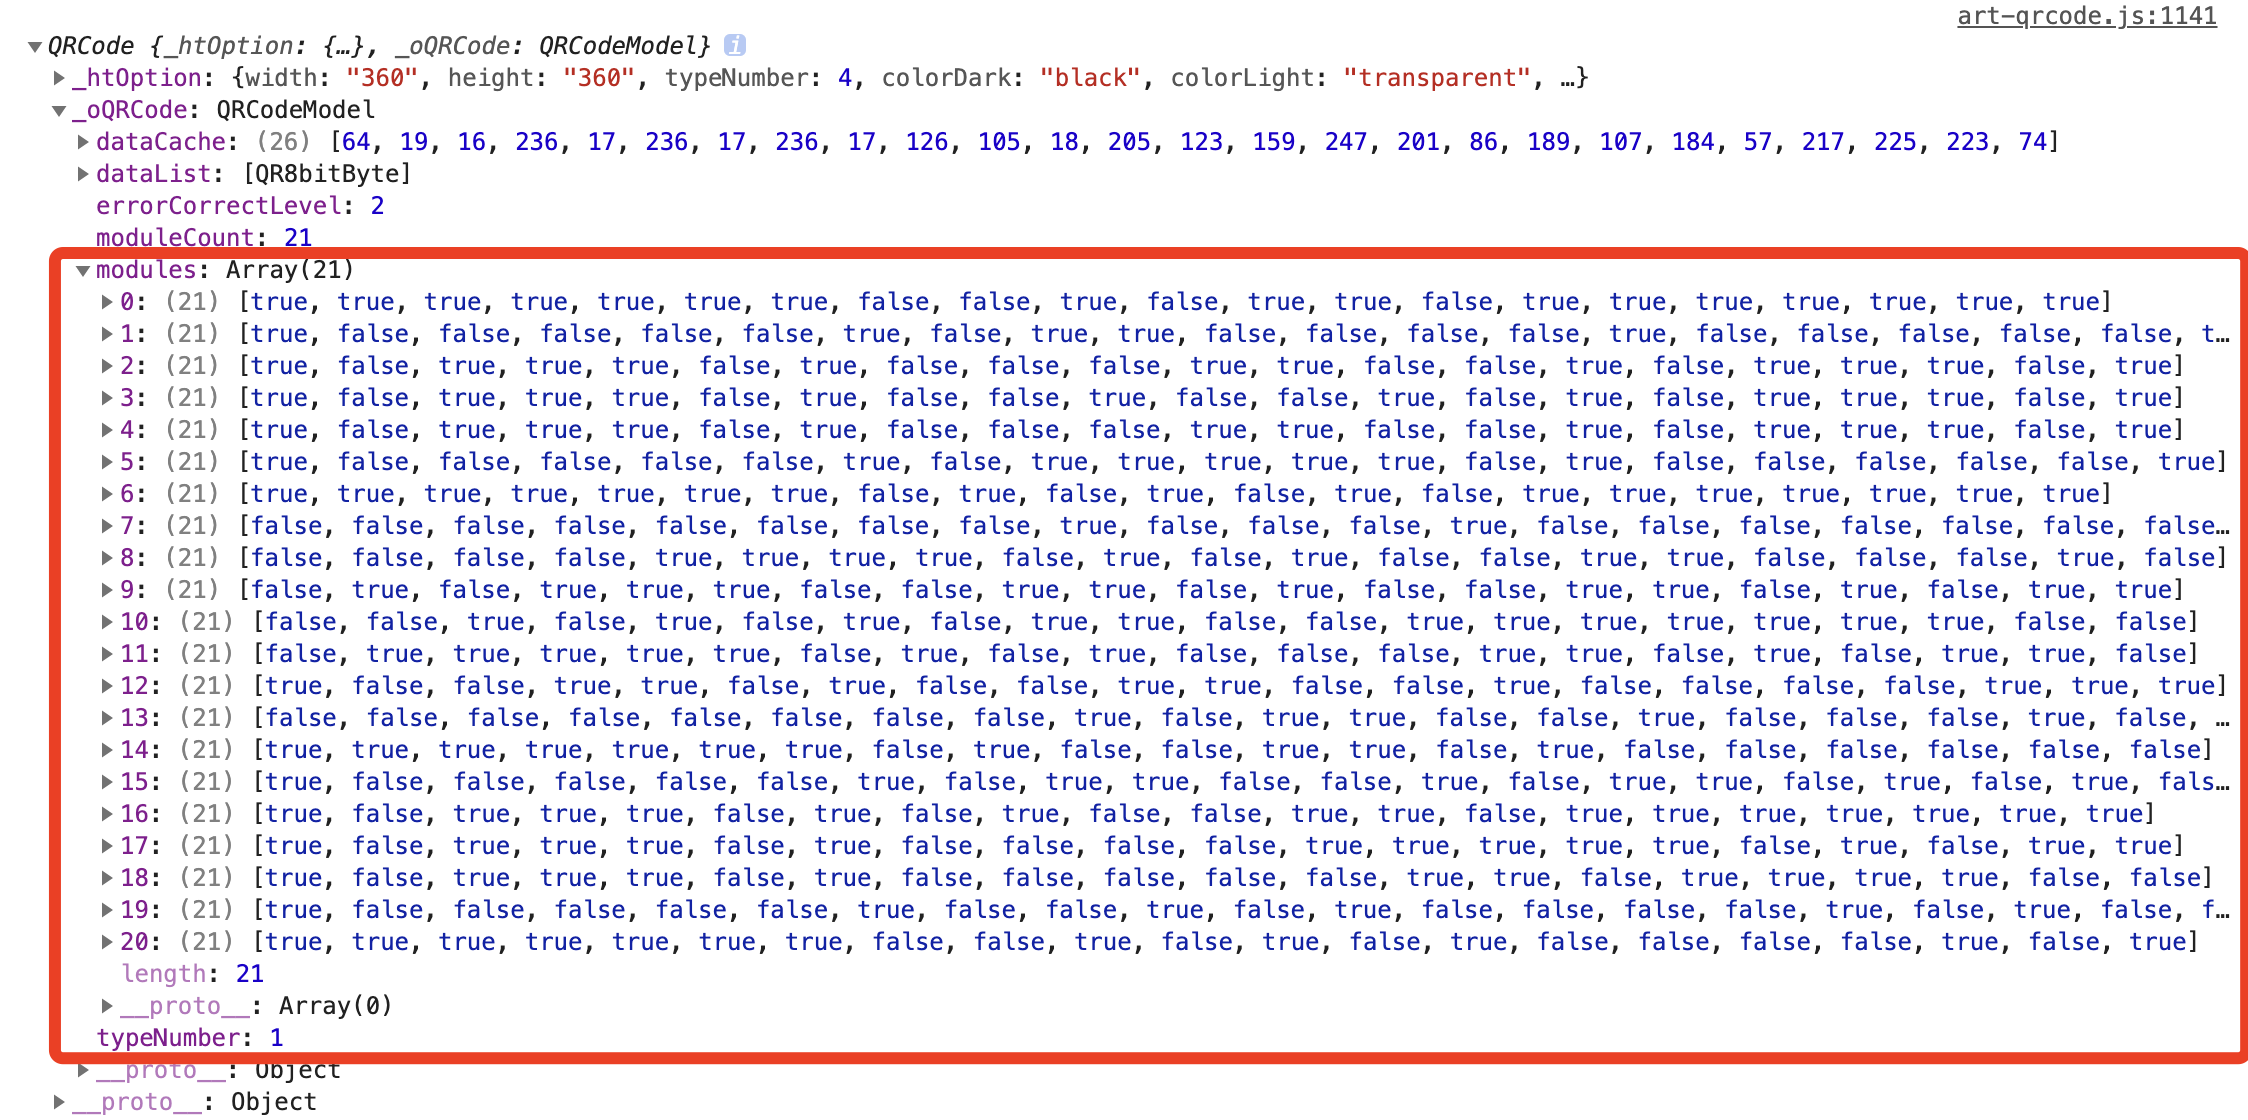 art-qrcode.js:1141
▼QRCode {_htOption: {…}, _oQRCode: QRCodeModel} i
▶_htOption: {width: "360", height: "360", typeNumber: 4, colorDark: "black", colorLight: "transparent", …}
▼_oQRCode: QRCodeModel
▶dataCache: (26) [64, 19, 16, 236, 17, 236, 17, 236, 17, 126, 105, 18, 205, 123, 159, 247, 201, 86, 189, 107, 184, 57, 217, 225, 223, 74]
▶dataList: [QR8bitByte]
errorCorrectLevel: 2
moduleCount: 21
▼modules: Array(21)
▶0: (21) [true, true, true, true, true, true, true, false, false, true, false, true, true, false, true, true, true, true, true, true, true]
▶1: (21) [true, false, false, false, false, false, true, false, true, true, false, false, false, false, true, false, false, false, false, false, t…
▶2: (21) [true, false, true, true, true, false, true, false, false, false, true, true, false, false, true, false, true, true, true, false, true]
▶3: (21) [true, false, true, true, true, false, true, false, false, true, false, false, true, false, true, false, true, true, true, false, true]
▶4: (21) [true, false, true, true, true, false, true, false, false, false, true, true, false, false, true, false, true, true, true, false, true]
▶5: (21) [true, false, false, false, false, false, true, false, true, true, true, true, true, false, true, false, false, false, false, false, true]
▶6: (21) [true, true, true, true, true, true, true, false, true, false, true, false, true, false, true, true, true, true, true, true, true]
▶7: (21) [false, false, false, false, false, false, false, false, true, false, false, false, true, false, false, false, false, false, false, false…
▶8: (21) [false, false, false, false, true, true, true, true, false, true, false, true, false, false, true, true, false, false, false, true, false]
▶9: (21) [false, true, false, true, true, true, false, false, true, true, false, true, false, false, true, true, false, true, false, true, true]
▶10: (21) [false, false, true, false, true, false, true, false, true, true, false, false, true, true, true, true, true, true, true, false, false]
▶11: (21) [false, true, true, true, true, true, false, true, false, true, false, false, false, true, true, false, true, false, true, true, false]
▶12: (21) [true, false, false, true, true, false, true, false, false, true, true, false, false, true, false, false, false, false, true, true, true]
▶13: (21) [false, false, false, false, false, false, false, false, true, false, true, true, false, false, true, false, false, false, true, false, …
▶14: (21) [true, true, true, true, true, true, true, false, true, false, false, true, true, false, true, false, false, false, false, false, false]
▶15: (21) [true, false, false, false, false, false, true, false, true, true, false, false, true, false, true, true, false, true, false, true, fals…
▶16: (21) [true, false, true, true, true, false, true, false, true, false, false, true, true, false, true, true, true, true, true, true, true]
▶17: (21) [true, false, true, true, true, false, true, false, false, false, false, true, true, true, true, true, false, true, false, true, true]
▶18: (21) [true, false, true, true, true, false, true, false, false, false, false, false, true, true, false, true, true, true, true, false, false]
▶19: (21) [true, false, false, false, false, false, true, false, false, true, false, true, false, false, false, false, true, false, true, false, f…
▶20: (21) [true, true, true, true, true, true, true, false, false, true, false, true, false, true, false, false, false, false, true, false, true]
length: 21
▶__proto__: Array(0)
typeNumber: 1
▶__proto__: Object
▶__proto__: Object